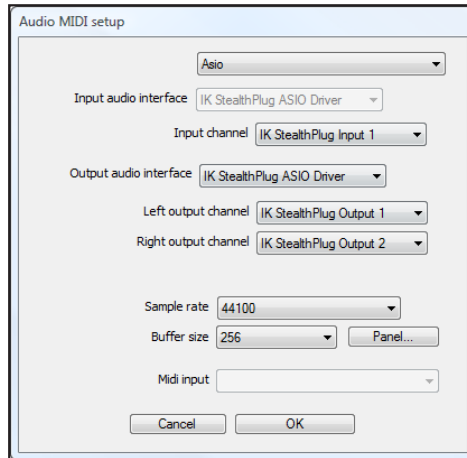 Audio MIDI setup
Asio
Input audio interface IK StealthPlug ASIO Driver
Input channel IK StealthPlug Input 1
Output audio interface IK StealthPlug ASIO Driver
Left output channel IK StealthPlug Output 1
Right output channel IK StealthPlug Output 2
Sample rate 44100
Buffer size 256 Panel...
Midi input
Cancel OK